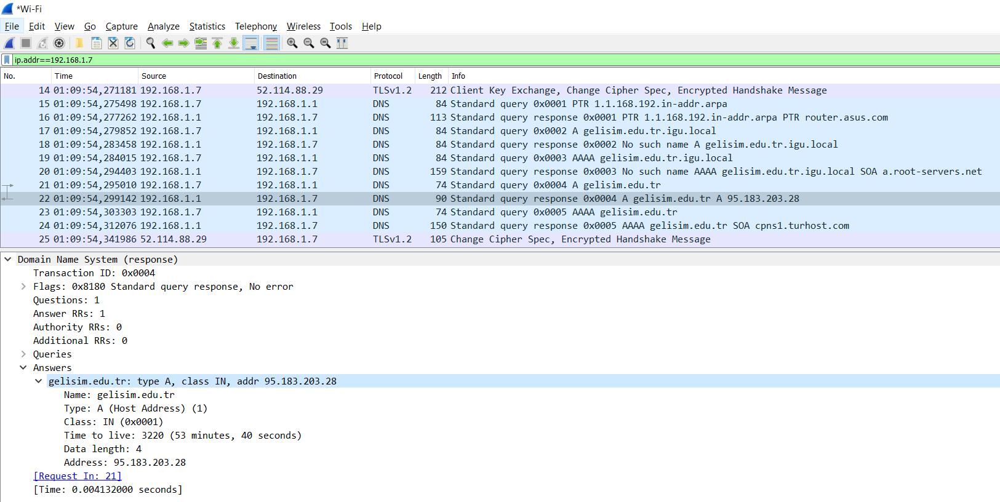 *Wi-Fi
File Edit View Go Capture Analyze Statistics Telephony Wireless Tools Help
ip.addr==192.168.1.7
No. Time Source Destination Protocol Length Info
14 01:09:54,271181 192.168.1.7 52.114.88.29 TLSv1.2 212 Client Key Exchange, Change Cipher Spec, Encrypted Handshake Message
15 01:09:54,275498 192.168.1.7 192.168.1.1 DNS 84 Standard query 0x0001 PTR 1.1.168.192.in-addr.arpa
16 01:09:54,277262 192.168.1.1 192.168.1.7 DNS 113 Standard query response 0x0001 PTR 1.1.168.192.in-addr.arpa PTR router.asus.com
17 01:09:54,279852 192.168.1.7 192.168.1.1 DNS 84 Standard query 0x0002 A gelisim.edu.tr.igu.local
18 01:09:54,283458 192.168.1.1 192.168.1.7 DNS 84 Standard query response 0x0002 No such name A gelisim.edu.tr.igu.local
19 01:09:54,284015 192.168.1.7 192.168.1.1 DNS 84 Standard query 0x0003 AAAA gelisim.edu.tr.igu.local
20 01:09:54,294403 192.168.1.1 192.168.1.7 DNS 159 Standard query response 0x0003 No such name AAAA gelisim.edu.tr.igu.local SOA a.root-servers.net
21 01:09:54,295010 192.168.1.7 192.168.1.1 DNS 74 Standard query 0x0004 A gelisim.edu.tr
22 01:09:54,299142 192.168.1.1 192.168.1.7 DNS 90 Standard query response 0x0004 A gelisim.edu.tr A 95.183.203.28
23 01:09:54,303303 192.168.1.7 192.168.1.1 DNS 74 Standard query 0x0005 AAAA gelisim.edu.tr
24 01:09:54,312076 192.168.1.1 192.168.1.7 DNS 150 Standard query response 0x0005 AAAA gelisim.edu.tr SOA cpns1.turhost.com
25 01:09:54,341986 52.114.88.29 192.168.1.7 TLSv1.2 105 Change Cipher Spec, Encrypted Handshake Message
Domain Name System (response)
Transaction ID: 0x0004
Flags: 0x8180 Standard query response, No error
Questions: 1
Answer RRs: 1
Authority RRs: 0
Additional RRs: 0
Queries
Answers
gelisim.edu.tr: type A, class IN, addr 95.183.203.28
Name: gelisim.edu.tr
Type: A (Host Address) (1)
Class: IN (0x0001)
Time to live: 3220 (53 minutes, 40 seconds)
Data length: 4
Address: 95.183.203.28
[Request In: 21]
[Time: 0.004132000 seconds]